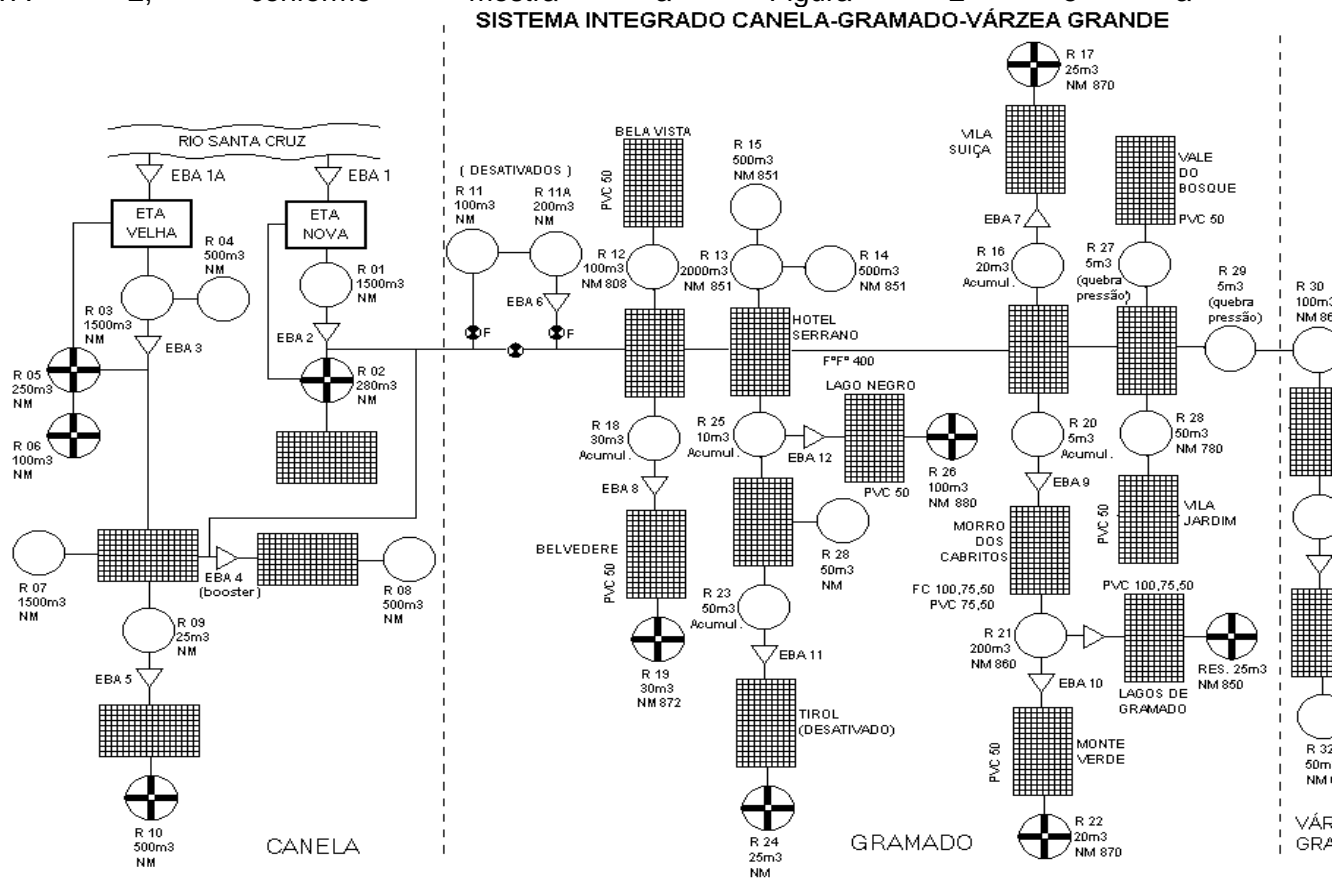 2, conforme mostra a Figura 2 e a
SISTEMA INTEGRADO CANELA-GRAMADO-VÁRZEA GRANDE
RIO SANTA CRUZ
EBA 1A
EBA 1
ETA
VELHA
ETA
NOVA
R 04
500m3
NM
R 01
1500m3
NM
R 03
1500m3
NM
EBA 3
EBA 2
R 05
250m3
NM
R 02
280m3
NM
R 06
100m3
NM
R 07
1500m3
NM
EBA 4
(booster)
R 08
500m3
NM
R 09
25m3
NM
EBA 5
R 10
500m3
NM
CANELA
( DESATIVADOS )
R 11
100m3
NM
R 11A
200m3
NM
EBA 6
F
F
BELA VISTA
PVC 50
R 12
100m3
NM 808
R 15
500m3
NM 851
R 13
2000m3
NM 851
R 14
500m3
NM 851
HOTEL
SERRANO
FºFº 400
R 18
30m3
Acumul.
EBA 8
BELVEDERE
PVC 50
R 19
30m3
NM 872
R 25
10m3
Acumul.
EBA 12
LAGO NEGRO
PVC 50
R 26
100m3
NM 880
R 28
50m3
NM
R 23
50m3
Acumul.
EBA 11
TIROL
(DESATIVADO)
R 24
25m3
NM
R 17
25m3
NM 870
VILA
SUIÇA
EBA 7
R 16
20m3
Acumul.
VALE
DO
BOSQUE
PVC 50
R 27
5m3
(quebra
pressão)
R 29
5m3
(quebra
pressão)
R 20
5m3
Acumul.
EBA 9
R 28
50m3
NM 780
VILA
JARDIM
PVC 50
MORRO
DOS
CABRITOS
FC 100,75,50
PVC 75,50
R 21
200m3
NM 860
PVC 100,75,50
LAGOS DE
GRAMADO
RES. 25m3
NM 850
EBA 10
PVC 50
MONTE
VERDE
R 22
20m3
NM 870
GRAMADO
R 30
100m3
R 32